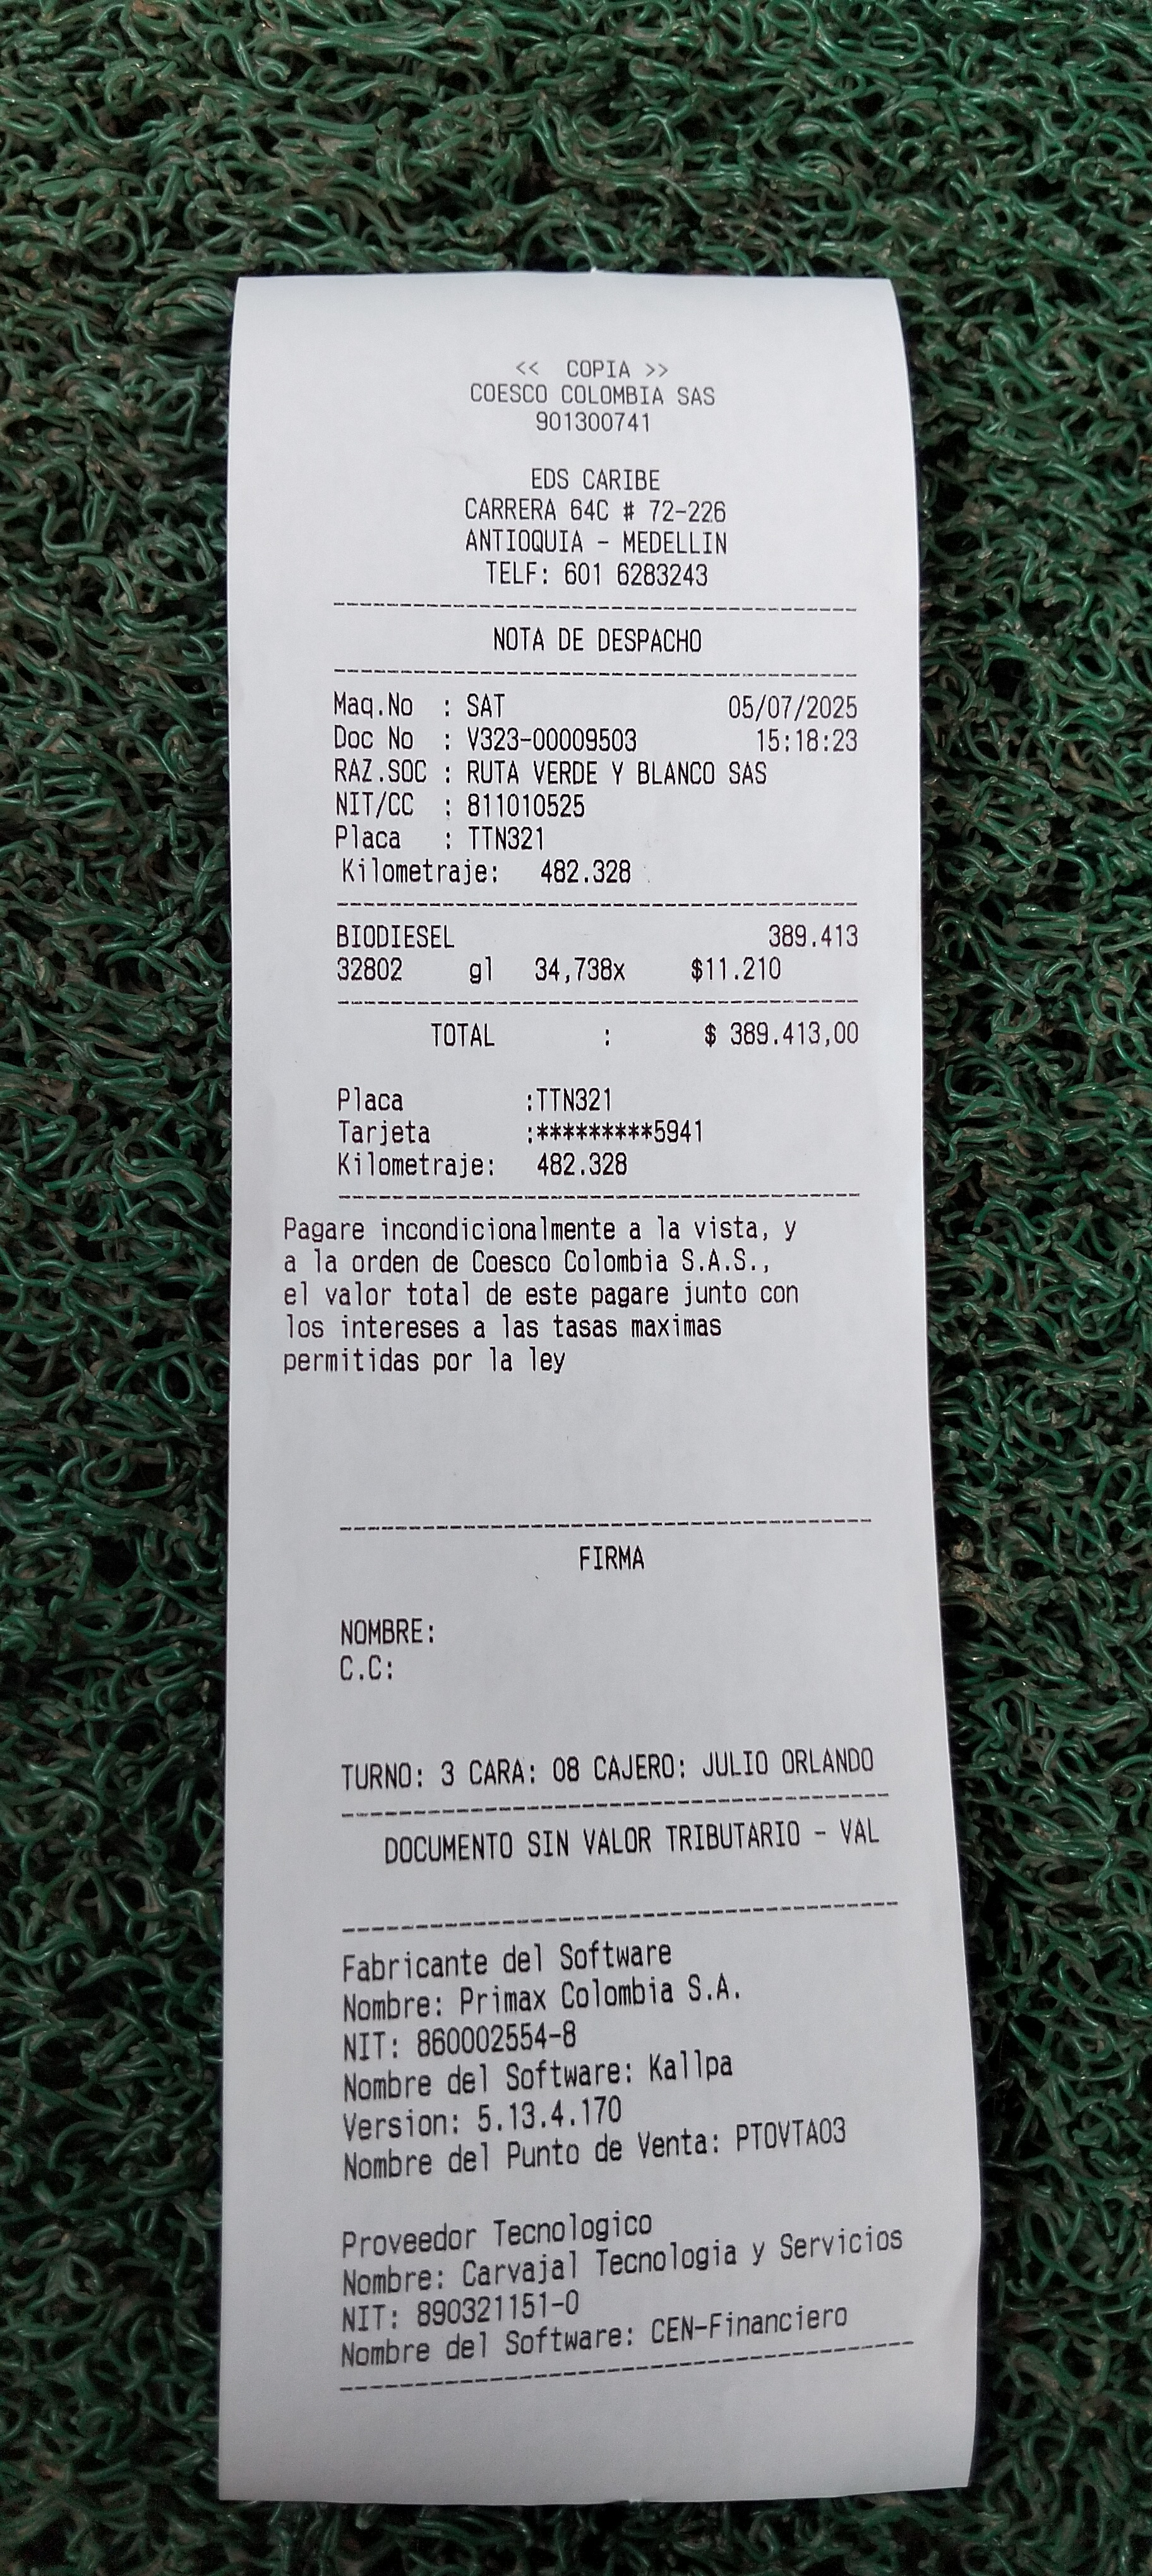 << COPIA >>
COESCO COLOMBIA SAS
901300741
EDS CARIBE
CARRERA 64C # 72-226
ANTIOQUIA - MEDELLIN
TELF: 601 6283243
NOTA DE DESPACHO
Maq.No : SAT 05/07/2025
Doc No : V323-00009503 15:18:23
RAZ.SOC : RUTA VERDE Y BLANCO SAS
NIT/CC : 811010525
Placa : TTN321
Kilometraje: 482.328
BIODIESEL 389.413
32802 gl 34,738x $11.210
TOTAL : $ 389.413,00
Placa :TTN321
Tarjeta :*********5941
Kilometraje: 482.328
Pagare incondicionalmente a la vista, y
a la orden de Coesco Colombia S.A.S.,
el valor total de este pagare junto con
los intereses a las tasas maximas
permitidas por la ley
FIRMA
NOMBRE:
C.C:
TURNO: 3 CARA: 08 CAJERO: JULIO ORLANDO
DOCUMENTO SIN VALOR TRIBUTARIO - VAL
Fabricante del Software
Nombre: Primax Colombia S.A.
NIT: 860002554-8
Nombre del Software: Kallpa
Version: 5.13.4.170
Nombre del Punto de Venta: PTOVTA03
Proveedor Tecnologico
Nombre: Carvajal Tecnologia y Servicios
NIT: 890321151-0
Nombre del Software: CEN-Financiero